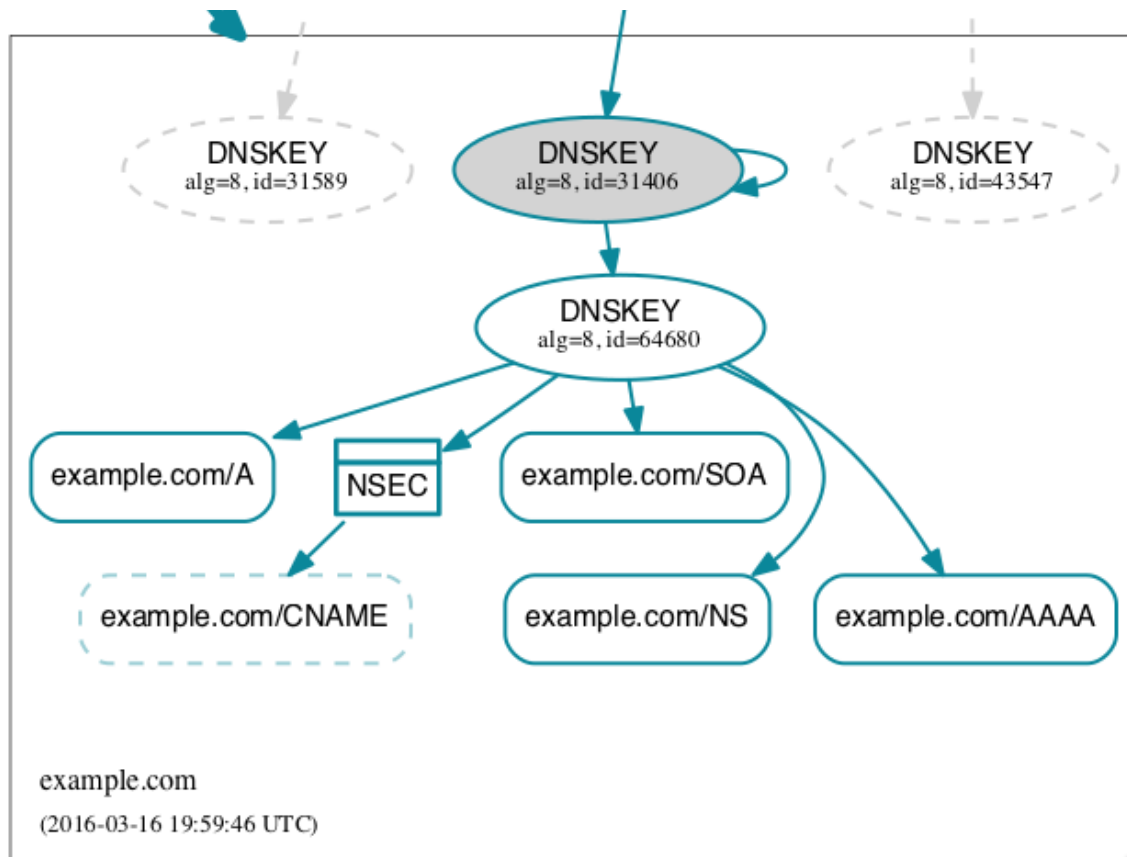 DNSKEY
alg=8, id=31589
DNSKEY
alg=8, id=31406
DNSKEY
alg=8, id=43547
DNSKEY
alg=8, id=64680
example.com/A
NSEC
example.com/SOA
example.com/CNAME
example.com/NS
example.com/AAAA
example.com
(2016-03-16 19:59:46 UTC)